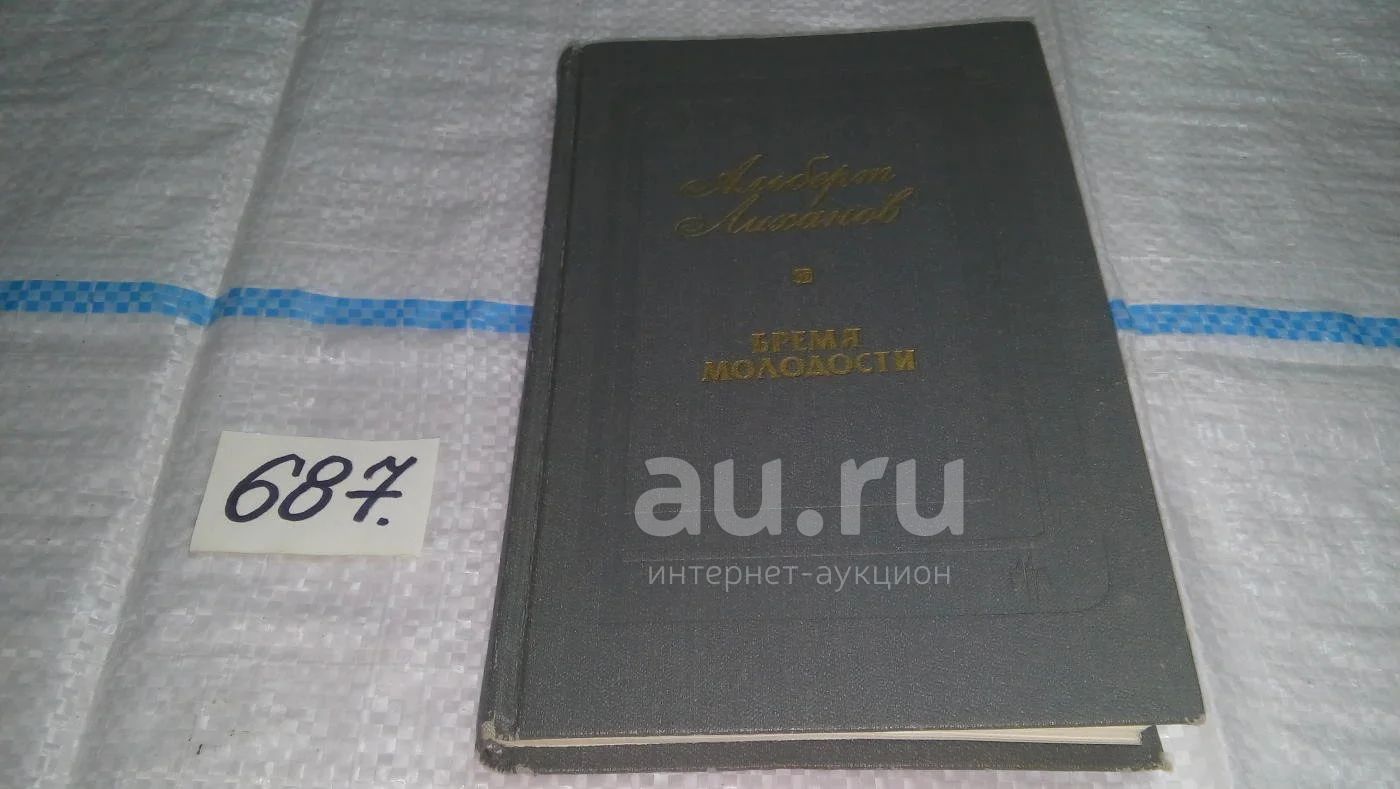 Альберт
Лиханов
БРЕМЯ
МОЛОДОСТИ
687.
au.ru
интернет-аукцион